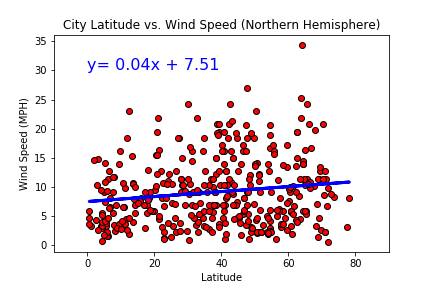 City Latitude vs. Wind Speed (Northern Hemisphere)
35
30
25
20
15
10
5
0
Wind Speed (MPH)
y= 0.04x + 7.51
0 20 40 60 80
Latitude